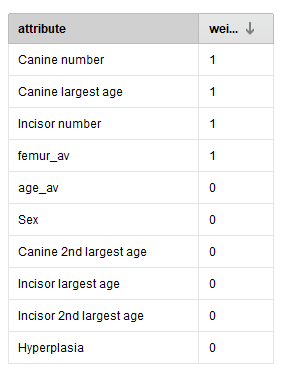 attribute wei...
Canine number 1
Canine largest age 1
Incisor number 1
femur_av 1
age_av 0
Sex 0
Canine 2nd largest age 0
Incisor largest age 0
Incisor 2nd largest age 0
Hyperplasia 0